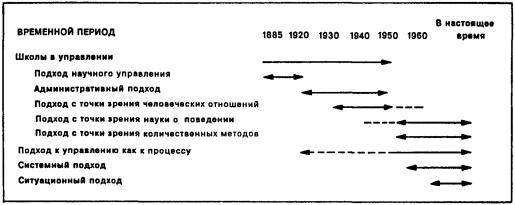 В настоящее
ВРЕМЕННОЙ ПЕРИОД 1885 1920 1930 1940 1950 1960 время
Школы в управлении
Подход научного управления
Административный подход
Подход с точки зрения человеческих отношений
Подход с точки зрения науки о поведении
Подход с точки зрения количественных методов
Подход к управлению как к процессу
Системный подход
Ситуационный подход